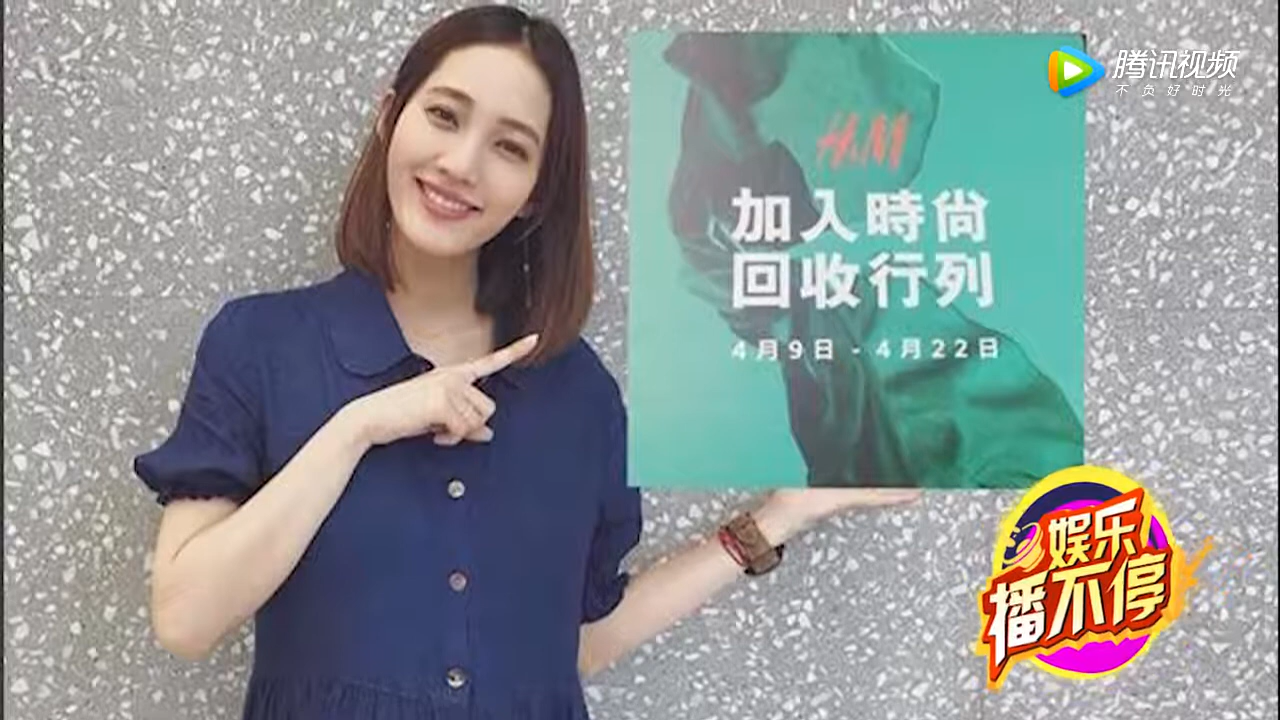 腾讯视频
不负好时光
H&M
加入時尚
回收行列
4月9日 - 4月22日
娱乐
播不停